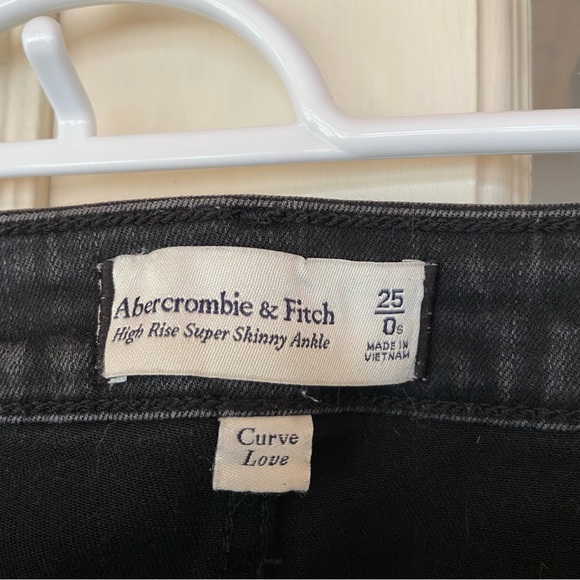 Abercrombie & Fitch
High Rise Super Skinny Ankle
25
0s
MADE IN
VIETNAM
Curve
Love